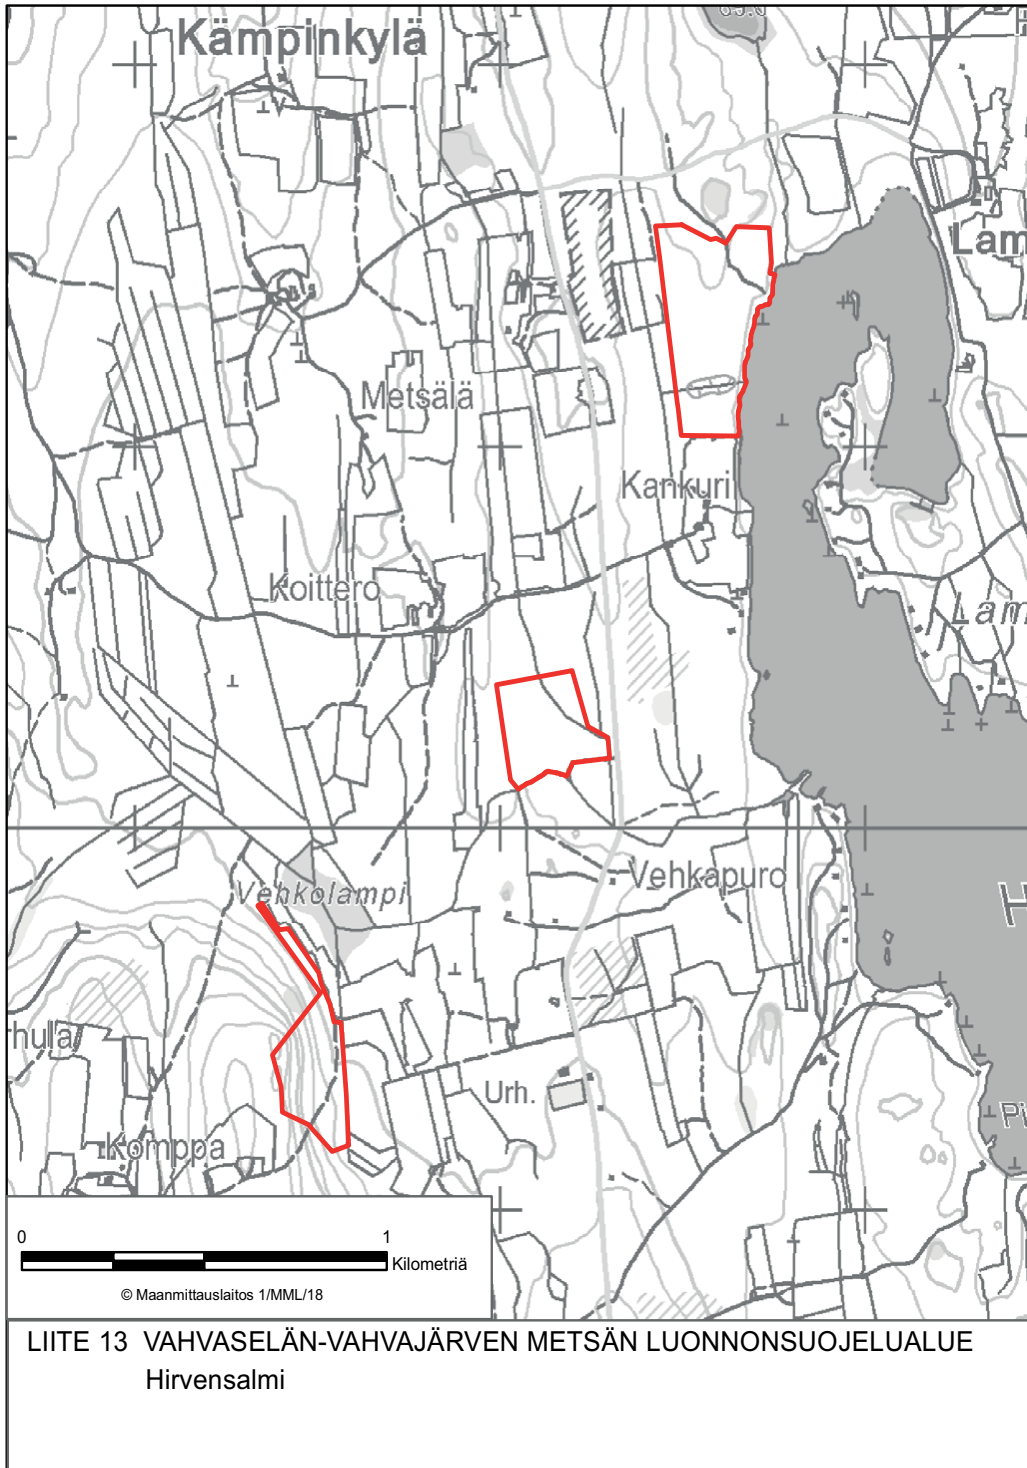 Kämpinkylä
Lam
Metsälä
Kankuri
Koittero
Lam
Vehkapuro
Vehkolampi
H
rhula
Urh.
Pi
Komppa
0 1
Kilometriä
© Maanmittauslaitos 1/MML/18
LIITE 13 VAHVASELÄN-VAHVAJÄRVEN METSÄN LUONNONSUOJELUALUE
Hirvensalmi